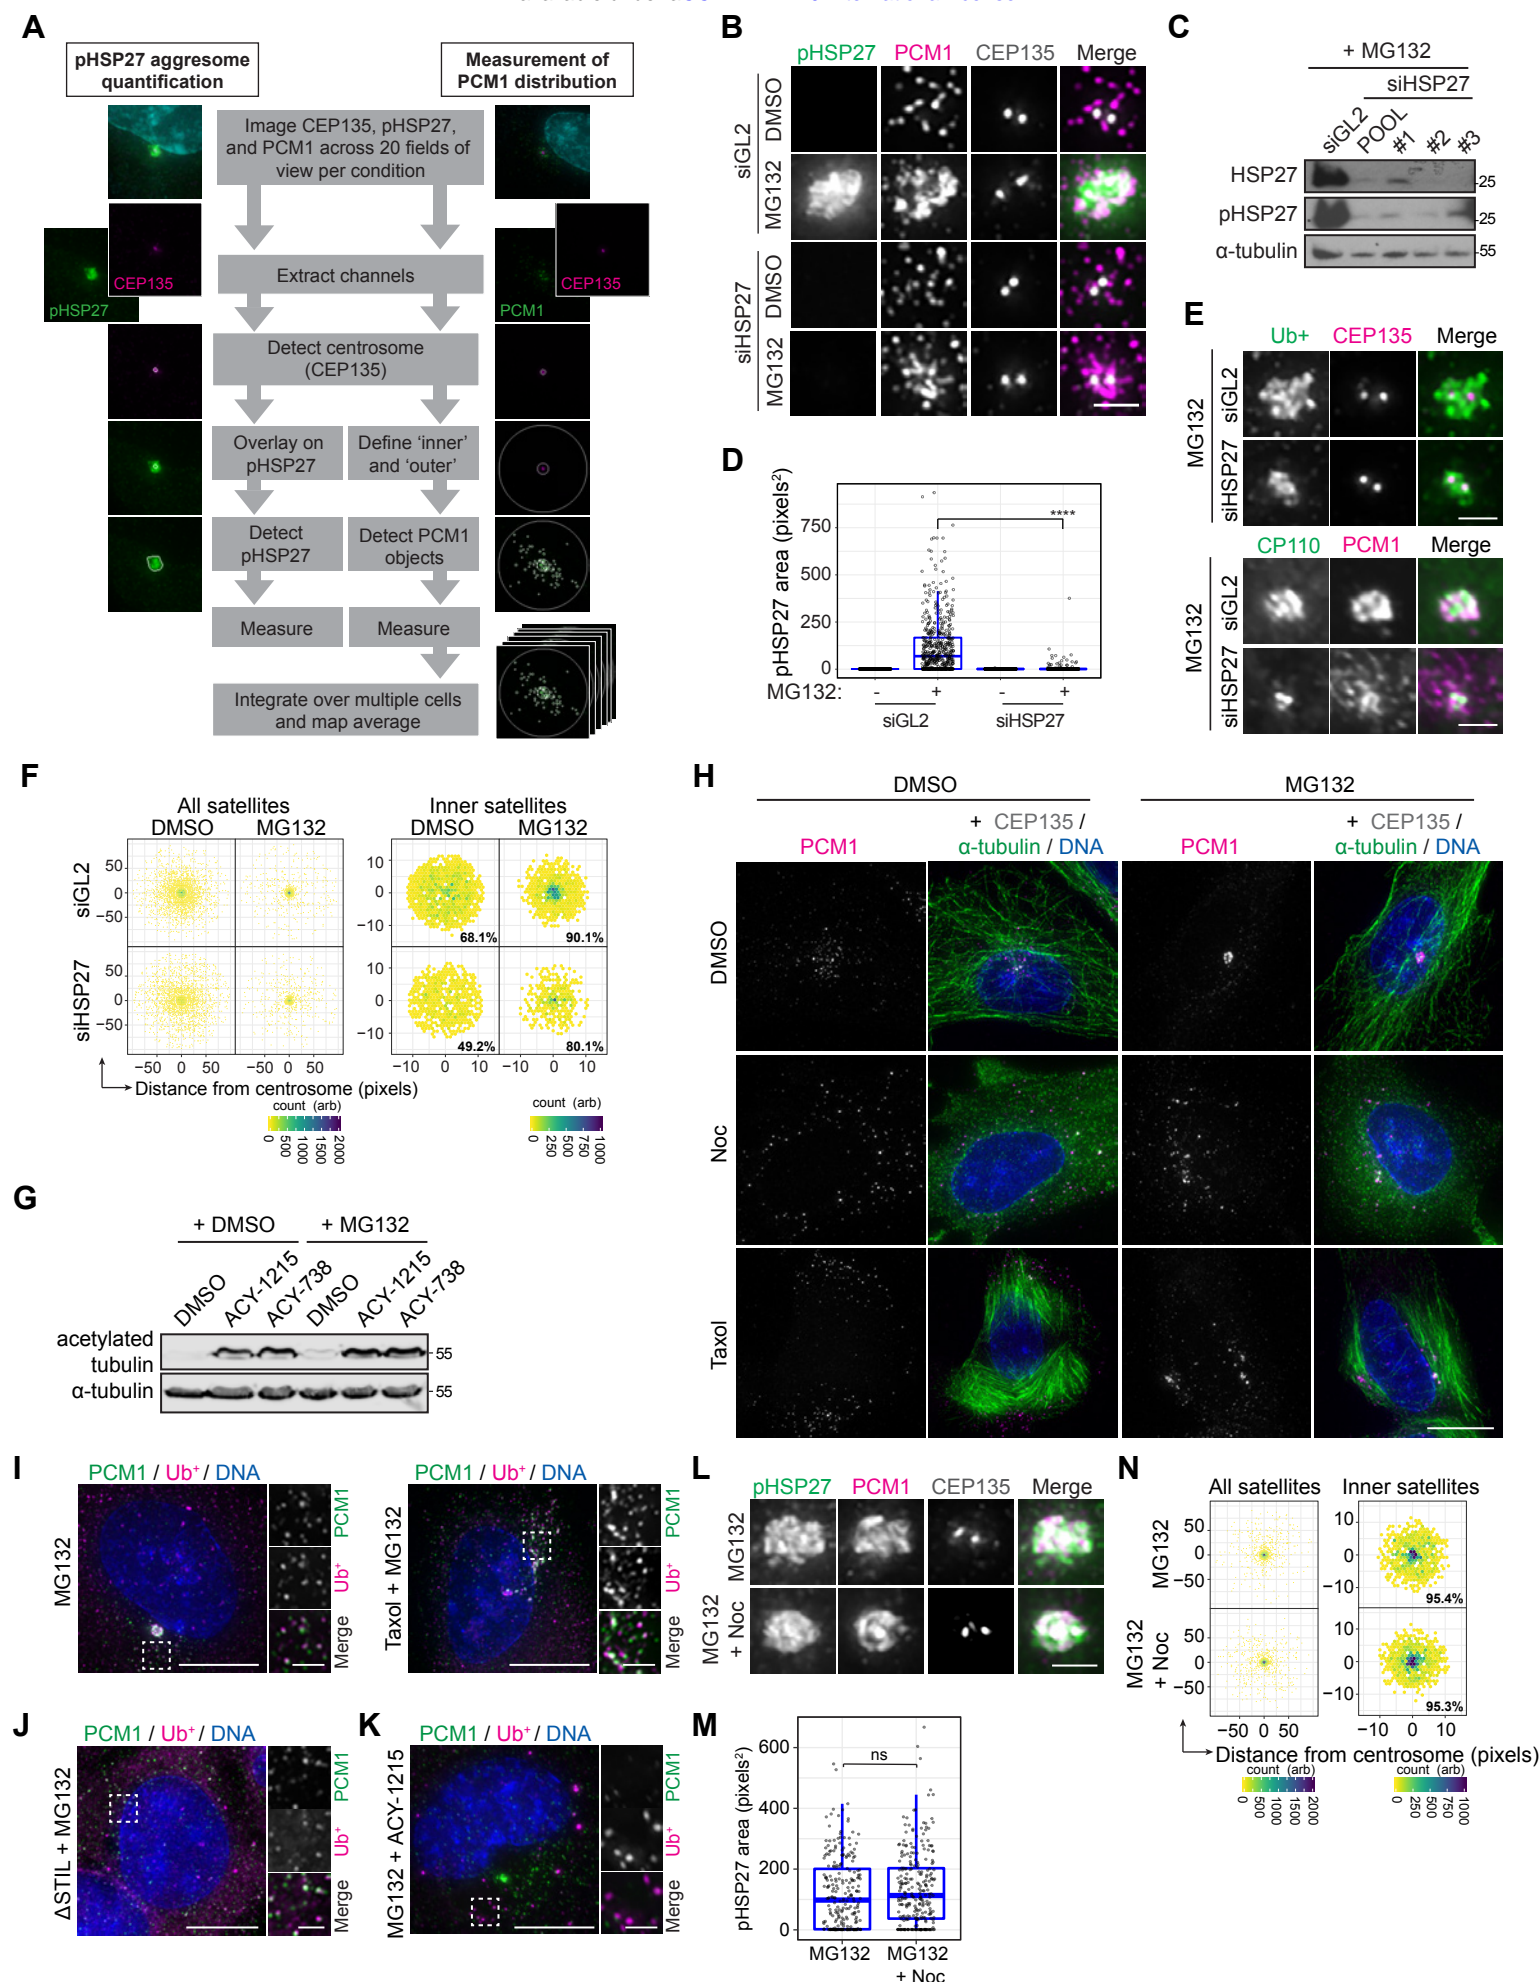 A
pHSP27 aggresome
quantification
Measurement of
PCM1 distribution
Image CEP135, pHSP27,
and PCM1 across 20 fields of
view per condition
CEP135
pHSP27
CEP135
PCM1
Extract channels
Detect centrosome
(CEP135)
Overlay on
pHSP27
Define ‘inner’
and ‘outer’
Detect
pHSP27
Detect PCM1
objects
Measure
Measure
Integrate over multiple cells
and map average
B
pHSP27 PCM1 CEP135 Merge
siGL2
DMSO
MG132
siHSP27
DMSO
MG132
C
+ MG132
siHSP27
siGL2 POOL #1 #2 #3
HSP27
-25
pHSP27
-25
α-tubulin
-55
D
pHSP27 area (pixels²)
750
500
250
0
****
MG132: - + - +
siGL2 siHSP27
E
Ub+ CEP135 Merge
MG132
siGL2
siHSP27
CP110 PCM1 Merge
MG132
siGL2
siHSP27
F
All satellites Inner satellites
DMSO MG132 DMSO MG132
siGL2
50
0
−50
10
0
−10
68.1% 90.1%
siHSP27
50
0
−50
10
0
−10
49.2% 80.1%
−50 0 50 −50 0 50 −10 0 10 −10 0 10
Distance from centrosome (pixels)
count (arb) count (arb)
0 500 1000 1500 2000
0 250 500 750 1000
G
+ DMSO + MG132
DMSO ACY-1215 ACY-738 DMSO ACY-1215 ACY-738
acetylated
tubulin
-55
α-tubulin
-55
H
DMSO MG132
PCM1
+ CEP135 /
α-tubulin / DNA
PCM1
+ CEP135 /
α-tubulin / DNA
DMSO
Noc
Taxol
I
PCM1 / Ub⁺ / DNA
MG132
PCM1
Ub⁺
Merge
PCM1 / Ub⁺ / DNA
Taxol + MG132
PCM1
Ub⁺
Merge
J
PCM1 / Ub⁺ / DNA
ΔSTIL + MG132
PCM1
Ub⁺
Merge
K
PCM1 / Ub⁺ / DNA
MG132 + ACY-1215
PCM1
Ub⁺
Merge
L
pHSP27 PCM1 CEP135 Merge
MG132
MG132
+ Noc
M
pHSP27 area (pixels²)
600
400
200
0
ns
MG132 MG132
+ Noc
N
All satellites Inner satellites
MG132
50
0
−50
10
0
−10
95.4%
MG132
+ Noc
50
0
−50
10
0
−10
95.3%
−50 0 50 −10 0 10
Distance from centrosome (pixels)
count (arb) count (arb)
0 500 1000 1500 2000
0 250 500 750 1000